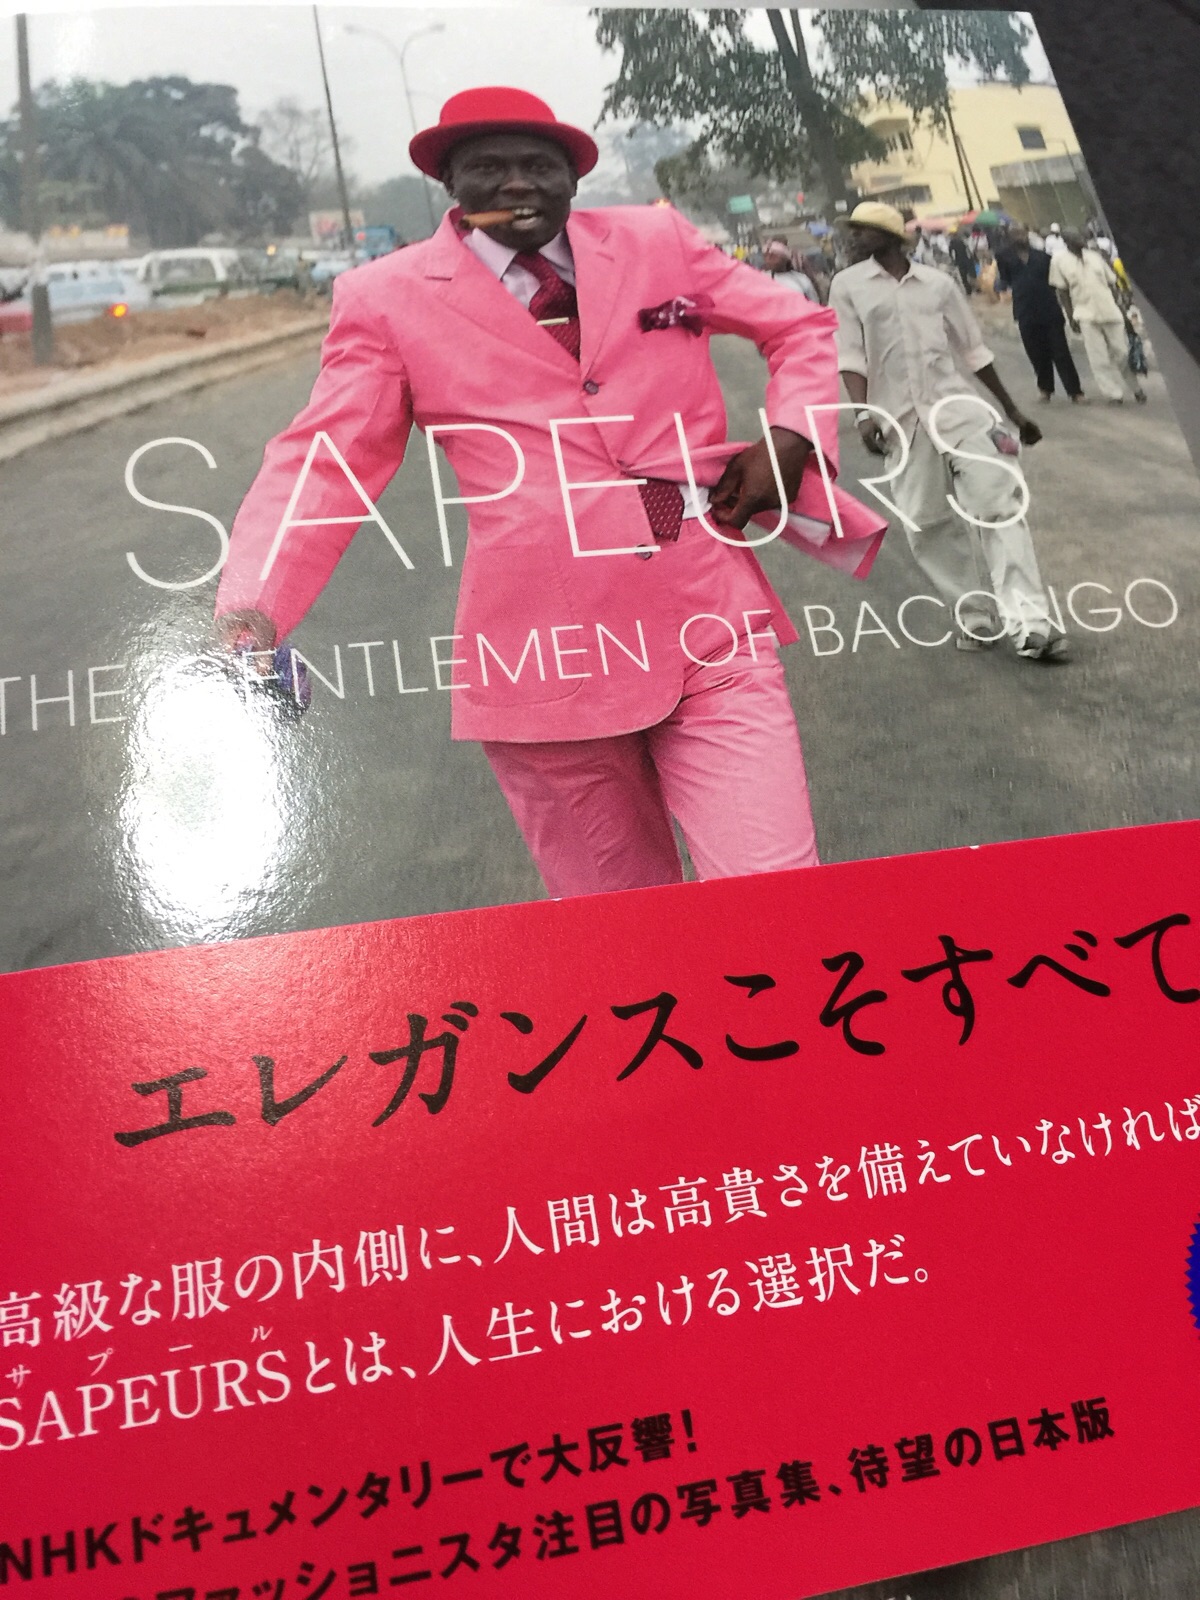 SAPEURS
THE GENTLEMEN OF BACONGO
エレガンスこそすべて
高級な服の内側に、人間は高貴さを備えていなければ
サプール
SAPEURSとは、人生における選択だ。
NHKドキュメンタリーで大反響!
ファッショニスタ注目の写真集、待望の日本版